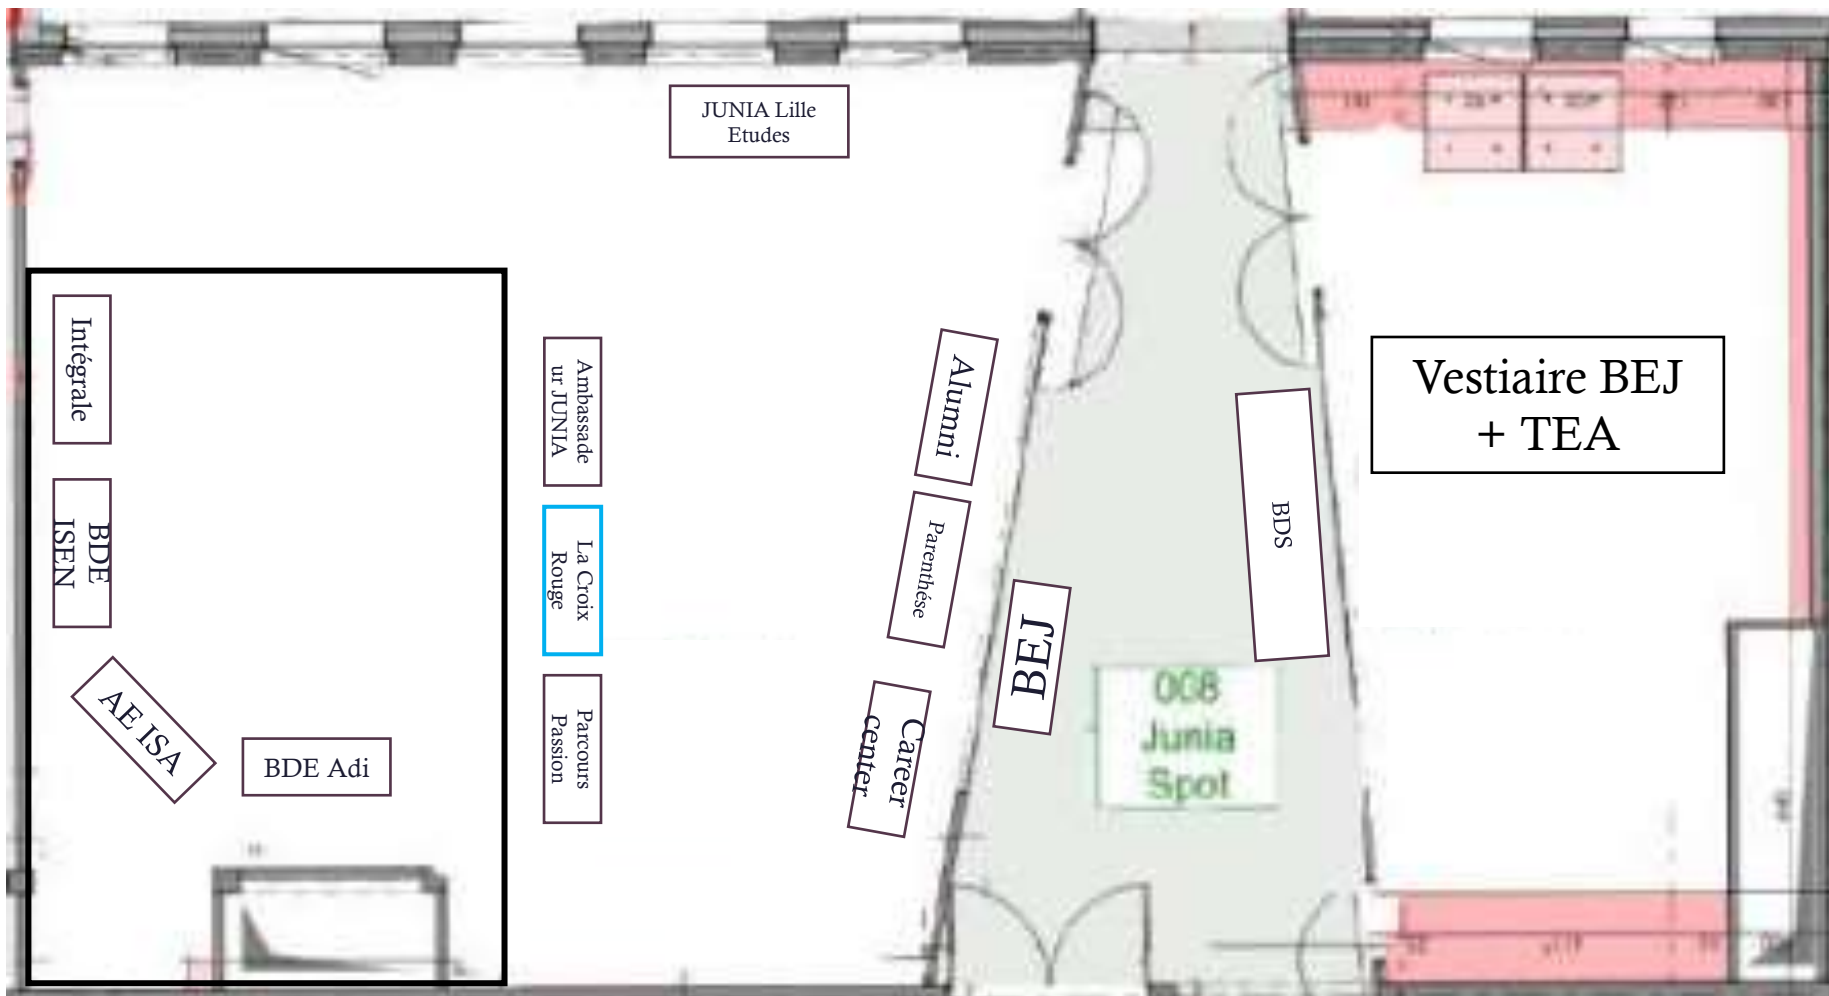 JUNIA Lille
Etudes
Intégrale
BDE
ISEN
AE ISA
BDE Adi
Ambassade
ur JUNIA
La Croix
Rouge
Parcours
Passion
Alumni
Parenthése
Career
center
BEJ
BDS
008
Junia
Spot
Vestiaire BEJ
+ TEA